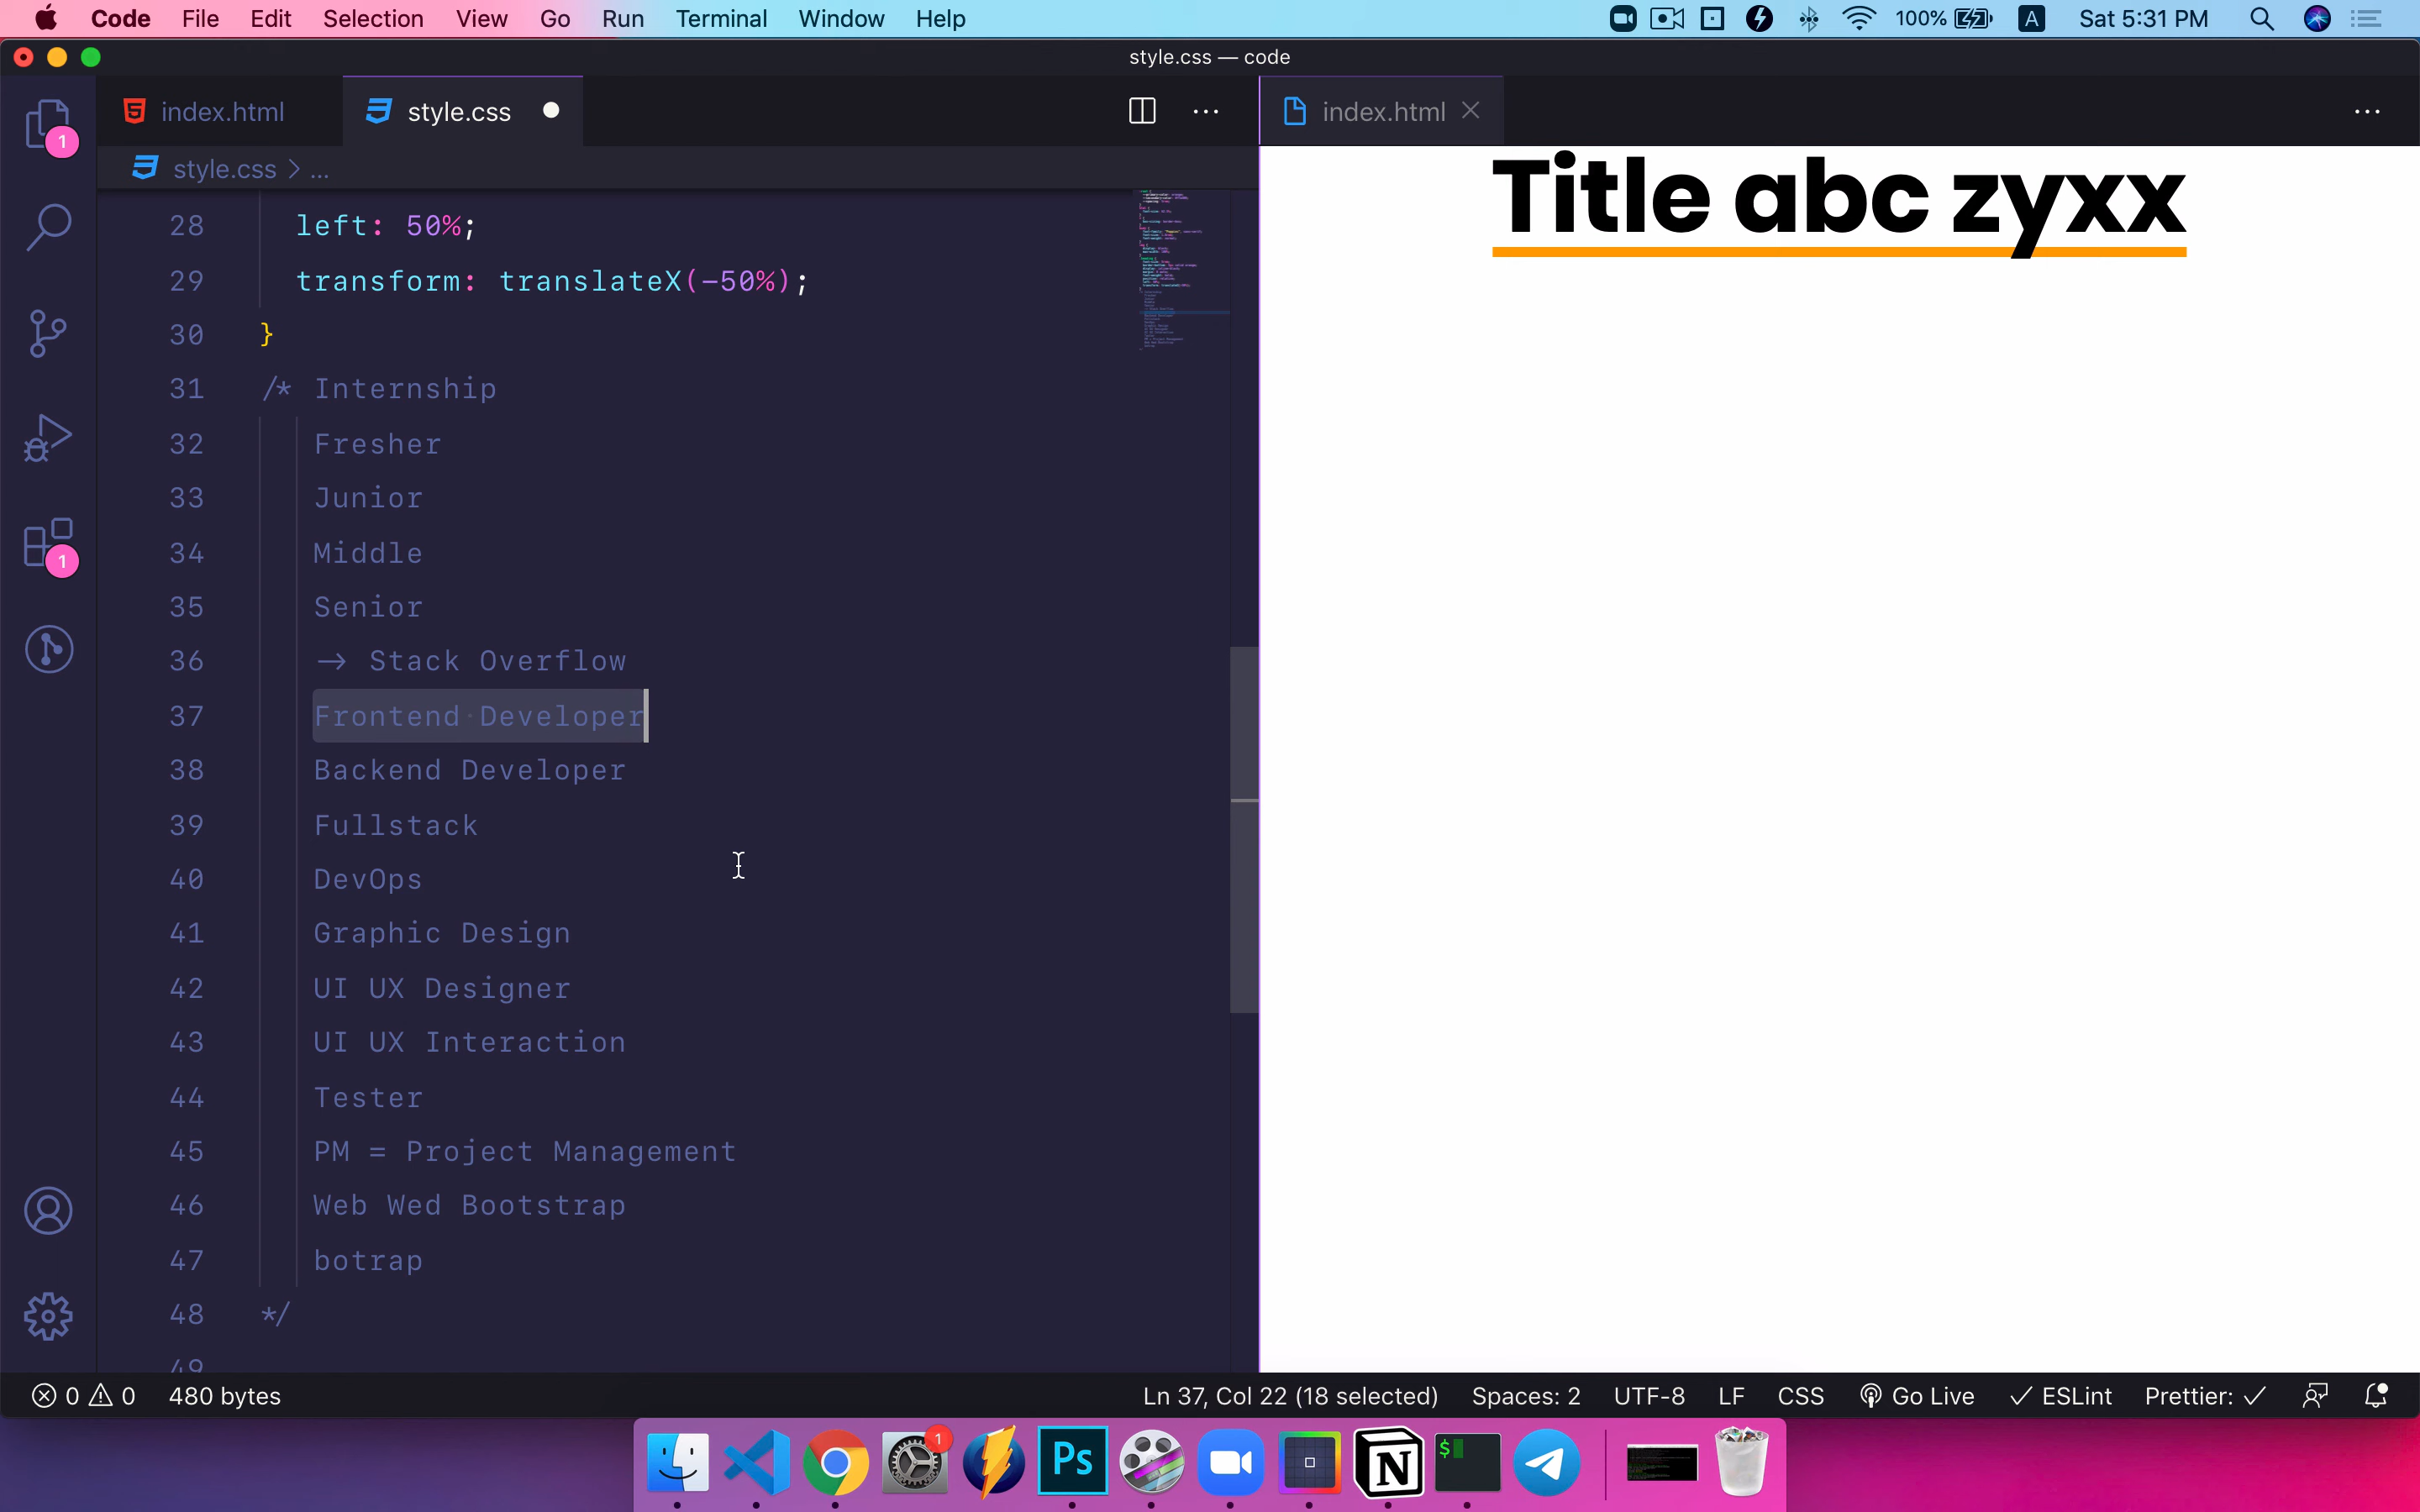 Code File Edit Selection View Go Run Terminal Window Help 100% A Sat 5:31 PM
style.css — code
index.html style.css index.html
style.css > ...
Title abc zyxx
28 left: 50%;
29 transform: translateX(-50%);
30 }
31 /* Internship
32 Fresher
33 Junior
34 Middle
35 Senior
36 -> Stack Overflow
37 Frontend Developer
38 Backend Developer
39 Fullstack
40 DevOps
41 Graphic Design
42 UI UX Designer
43 UI UX Interaction
44 Tester
45 PM = Project Management
46 Web Wed Bootstrap
47 botrap
48 */
49
1
1
0 0 480 bytes Ln 37, Col 22 (18 selected) Spaces: 2 UTF-8 LF CSS Go Live ESLint Prettier: ✓
1 Ps N $